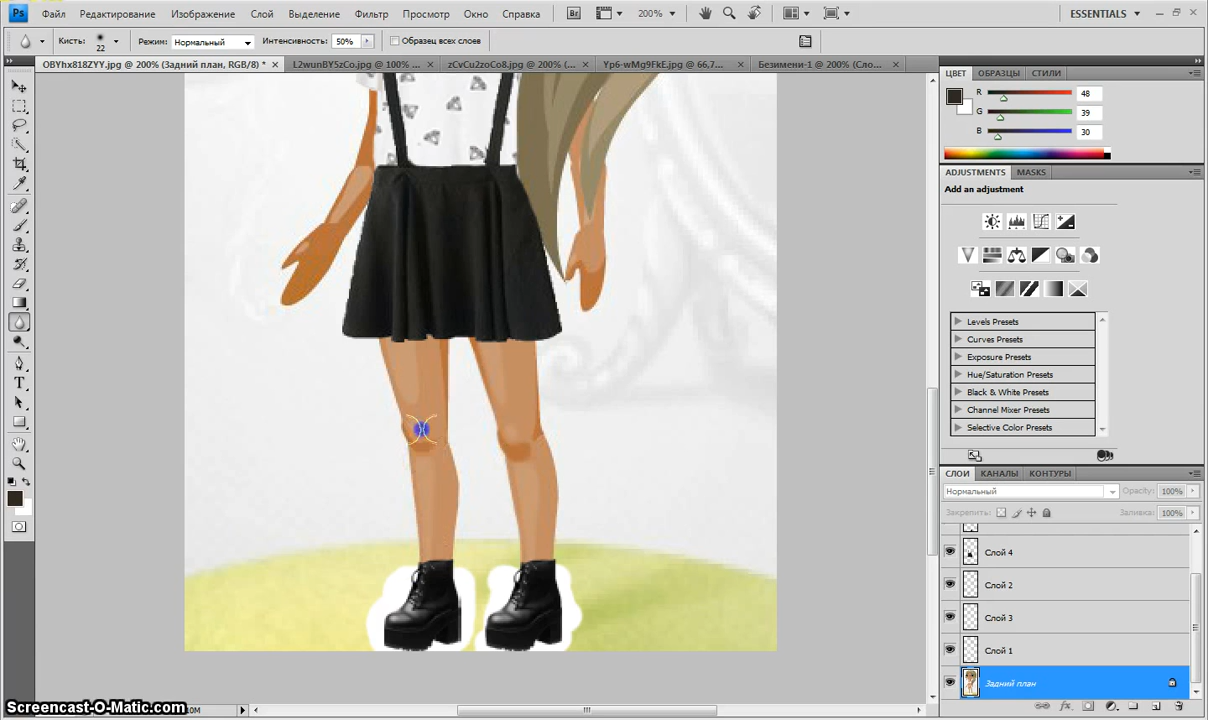 Ps Файл Редактирование Изображение Слой Выделение Фильтр Просмотр Окно Справка Br 200% ESSENTIALS
Кисть: 22 Режим: Нормальный Интенсивность: 50% Образец всех слоев
OBYhx818ZYY.jpg @ 200% (Задний план, RGB/8) * L2wunBY5zCo.jpg @ 100% ... zCvCu2zoCo8.jpg @ 200% (... Yp6-wMg9FkE.jpg @ 66,7... Безимени-1 @ 200% (Сло...
ЦВЕТ ОБРАЗЦЫ СТИЛИ
R 48
G 39
B 30
ADJUSTMENTS MASKS
Add an adjustment
Levels Presets
Curves Presets
Exposure Presets
Hue/Saturation Presets
Black & White Presets
Channel Mixer Presets
Selective Color Presets
СЛОИ КАНАЛЫ КОНТУРЫ
Нормальный Opacity: 100%
Закрепить: Заливка: 100%
Слой 4
Слой 2
Слой 3
Слой 1
Задний план
T
Screencast-O-Matic.com